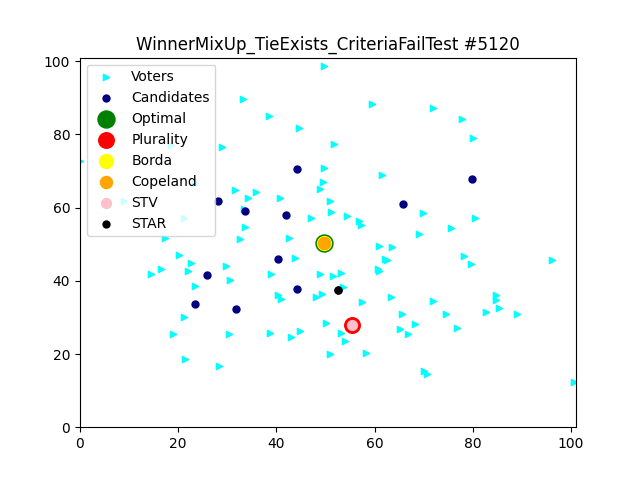 WinnerMixUp_TieExists_CriteriaFailTest #5120
100
80
60
40
20
0
Voters
Candidates
Optimal
Plurality
Borda
Copeland
STV
STAR
0 20 40 60 80 100